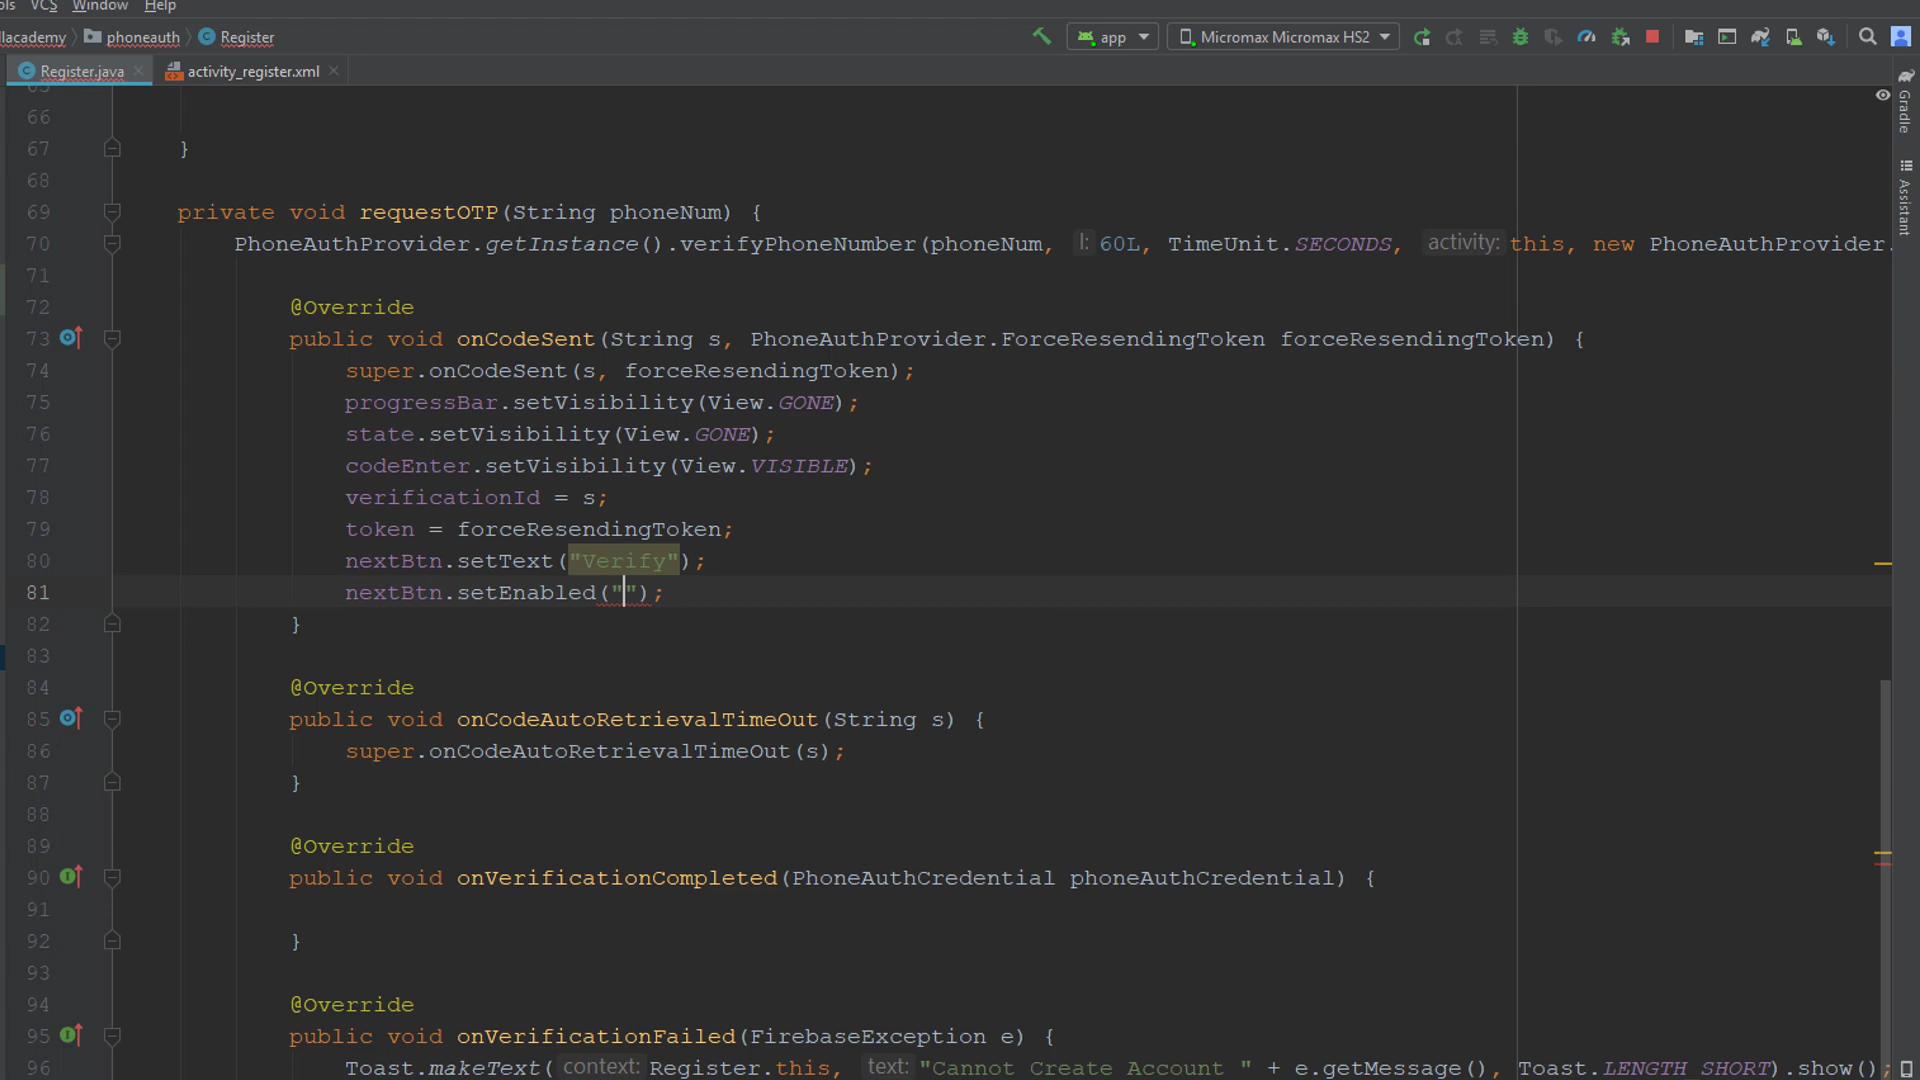 ols VCS Window Help
llacademy phoneauth Register app Micromax Micromax HS2
Register.java activity_register.xml
65
66
67 }
68
69 private void requestOTP(String phoneNum) {
70 PhoneAuthProvider.getInstance().verifyPhoneNumber(phoneNum, l: 60L, TimeUnit.SECONDS, activity: this, new PhoneAuthProvider.
71
72 @Override
73 public void onCodeSent(String s, PhoneAuthProvider.ForceResendingToken forceResendingToken) {
74 super.onCodeSent(s, forceResendingToken);
75 progressBar.setVisibility(View.GONE);
76 state.setVisibility(View.GONE);
77 codeEnter.setVisibility(View.VISIBLE);
78 verificationId = s;
79 token = forceResendingToken;
80 nextBtn.setText("Verify");
81 nextBtn.setEnabled("");
82 }
83
84 @Override
85 public void onCodeAutoRetrievalTimeOut(String s) {
86 super.onCodeAutoRetrievalTimeOut(s);
87 }
88
89 @Override
90 public void onVerificationCompleted(PhoneAuthCredential phoneAuthCredential) {
91
92 }
93
94 @Override
95 public void onVerificationFailed(FirebaseException e) {
96 Toast.makeText( context: Register.this, text: "Cannot Create Account " + e.getMessage(), Toast.LENGTH_SHORT).show();
Gradle
Assistant